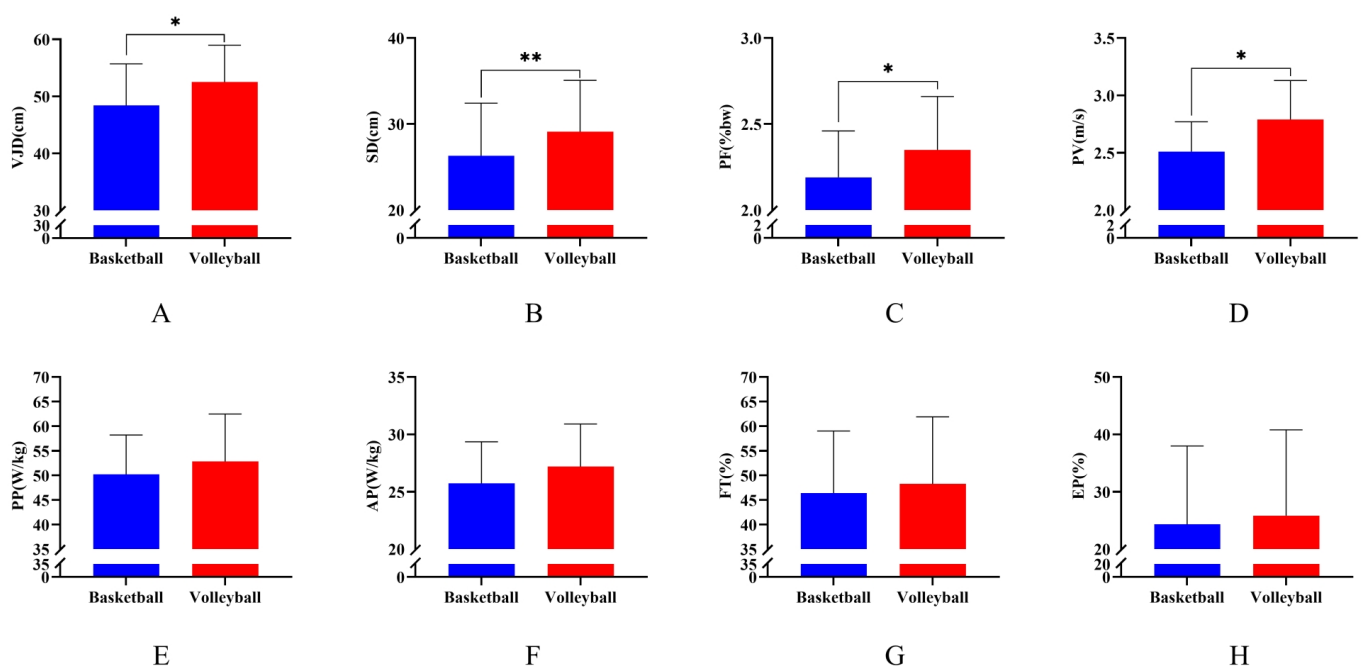 *
60
50
40
30
30
0
VJD(cm)
Basketball
Volleyball
A
**
40
30
20
0
SD(cm)
Basketball
Volleyball
B
*
3.0
2.5
2.0
2
0
PF(%bw)
Basketball
Volleyball
C
*
3.5
3.0
2.5
2.0
2
0
PV(m/s)
Basketball
Volleyball
D
70
65
60
55
50
45
40
35
35
0
PP(W/kg)
Basketball
Volleyball
E
35
30
25
20
0
AP(W/kg)
Basketball
Volleyball
F
70
65
60
55
50
45
40
35
35
0
FT(%)
Basketball
Volleyball
G
50
40
30
20
20
0
EP(%)
Basketball
Volleyball
H